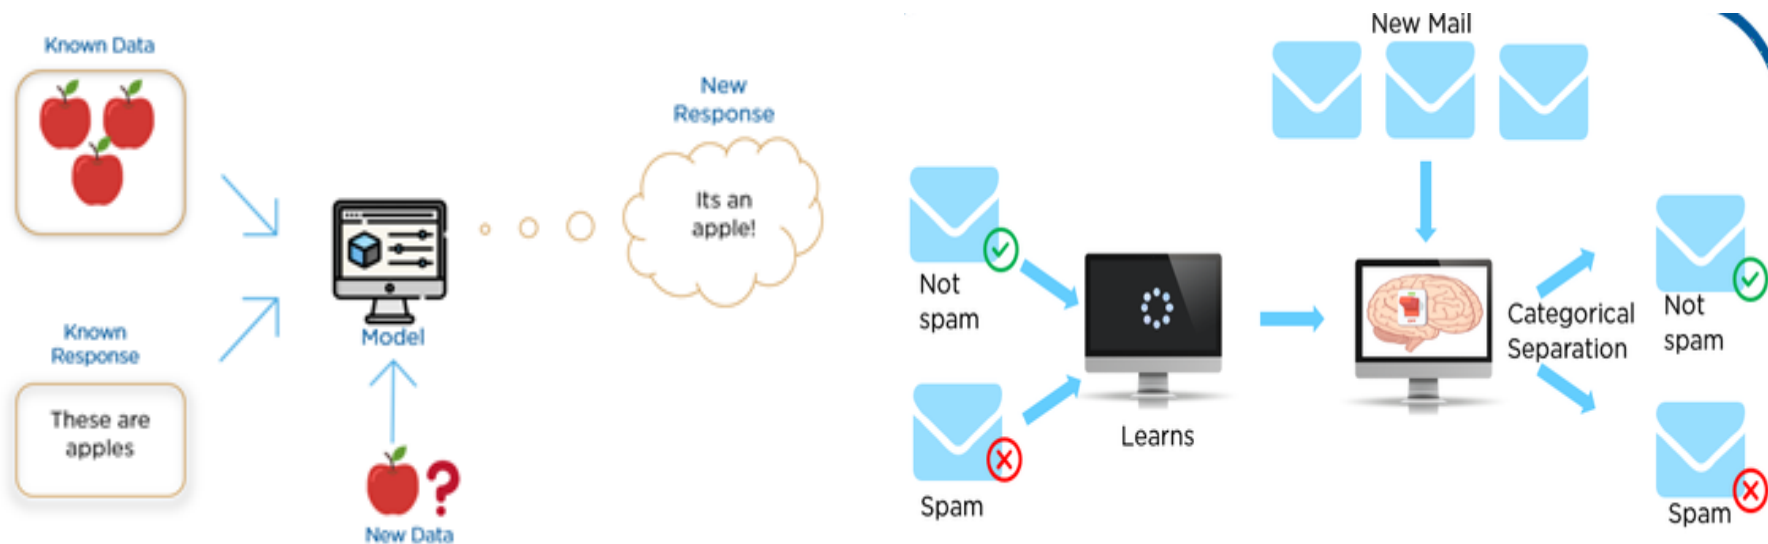 Known Data
New
Response
Its an
apple!
Model
Known
Response
These are
apples
New Data
New Mail
Not
spam
Spam
Learns
Categorical
Separation
Not
spam
Spam